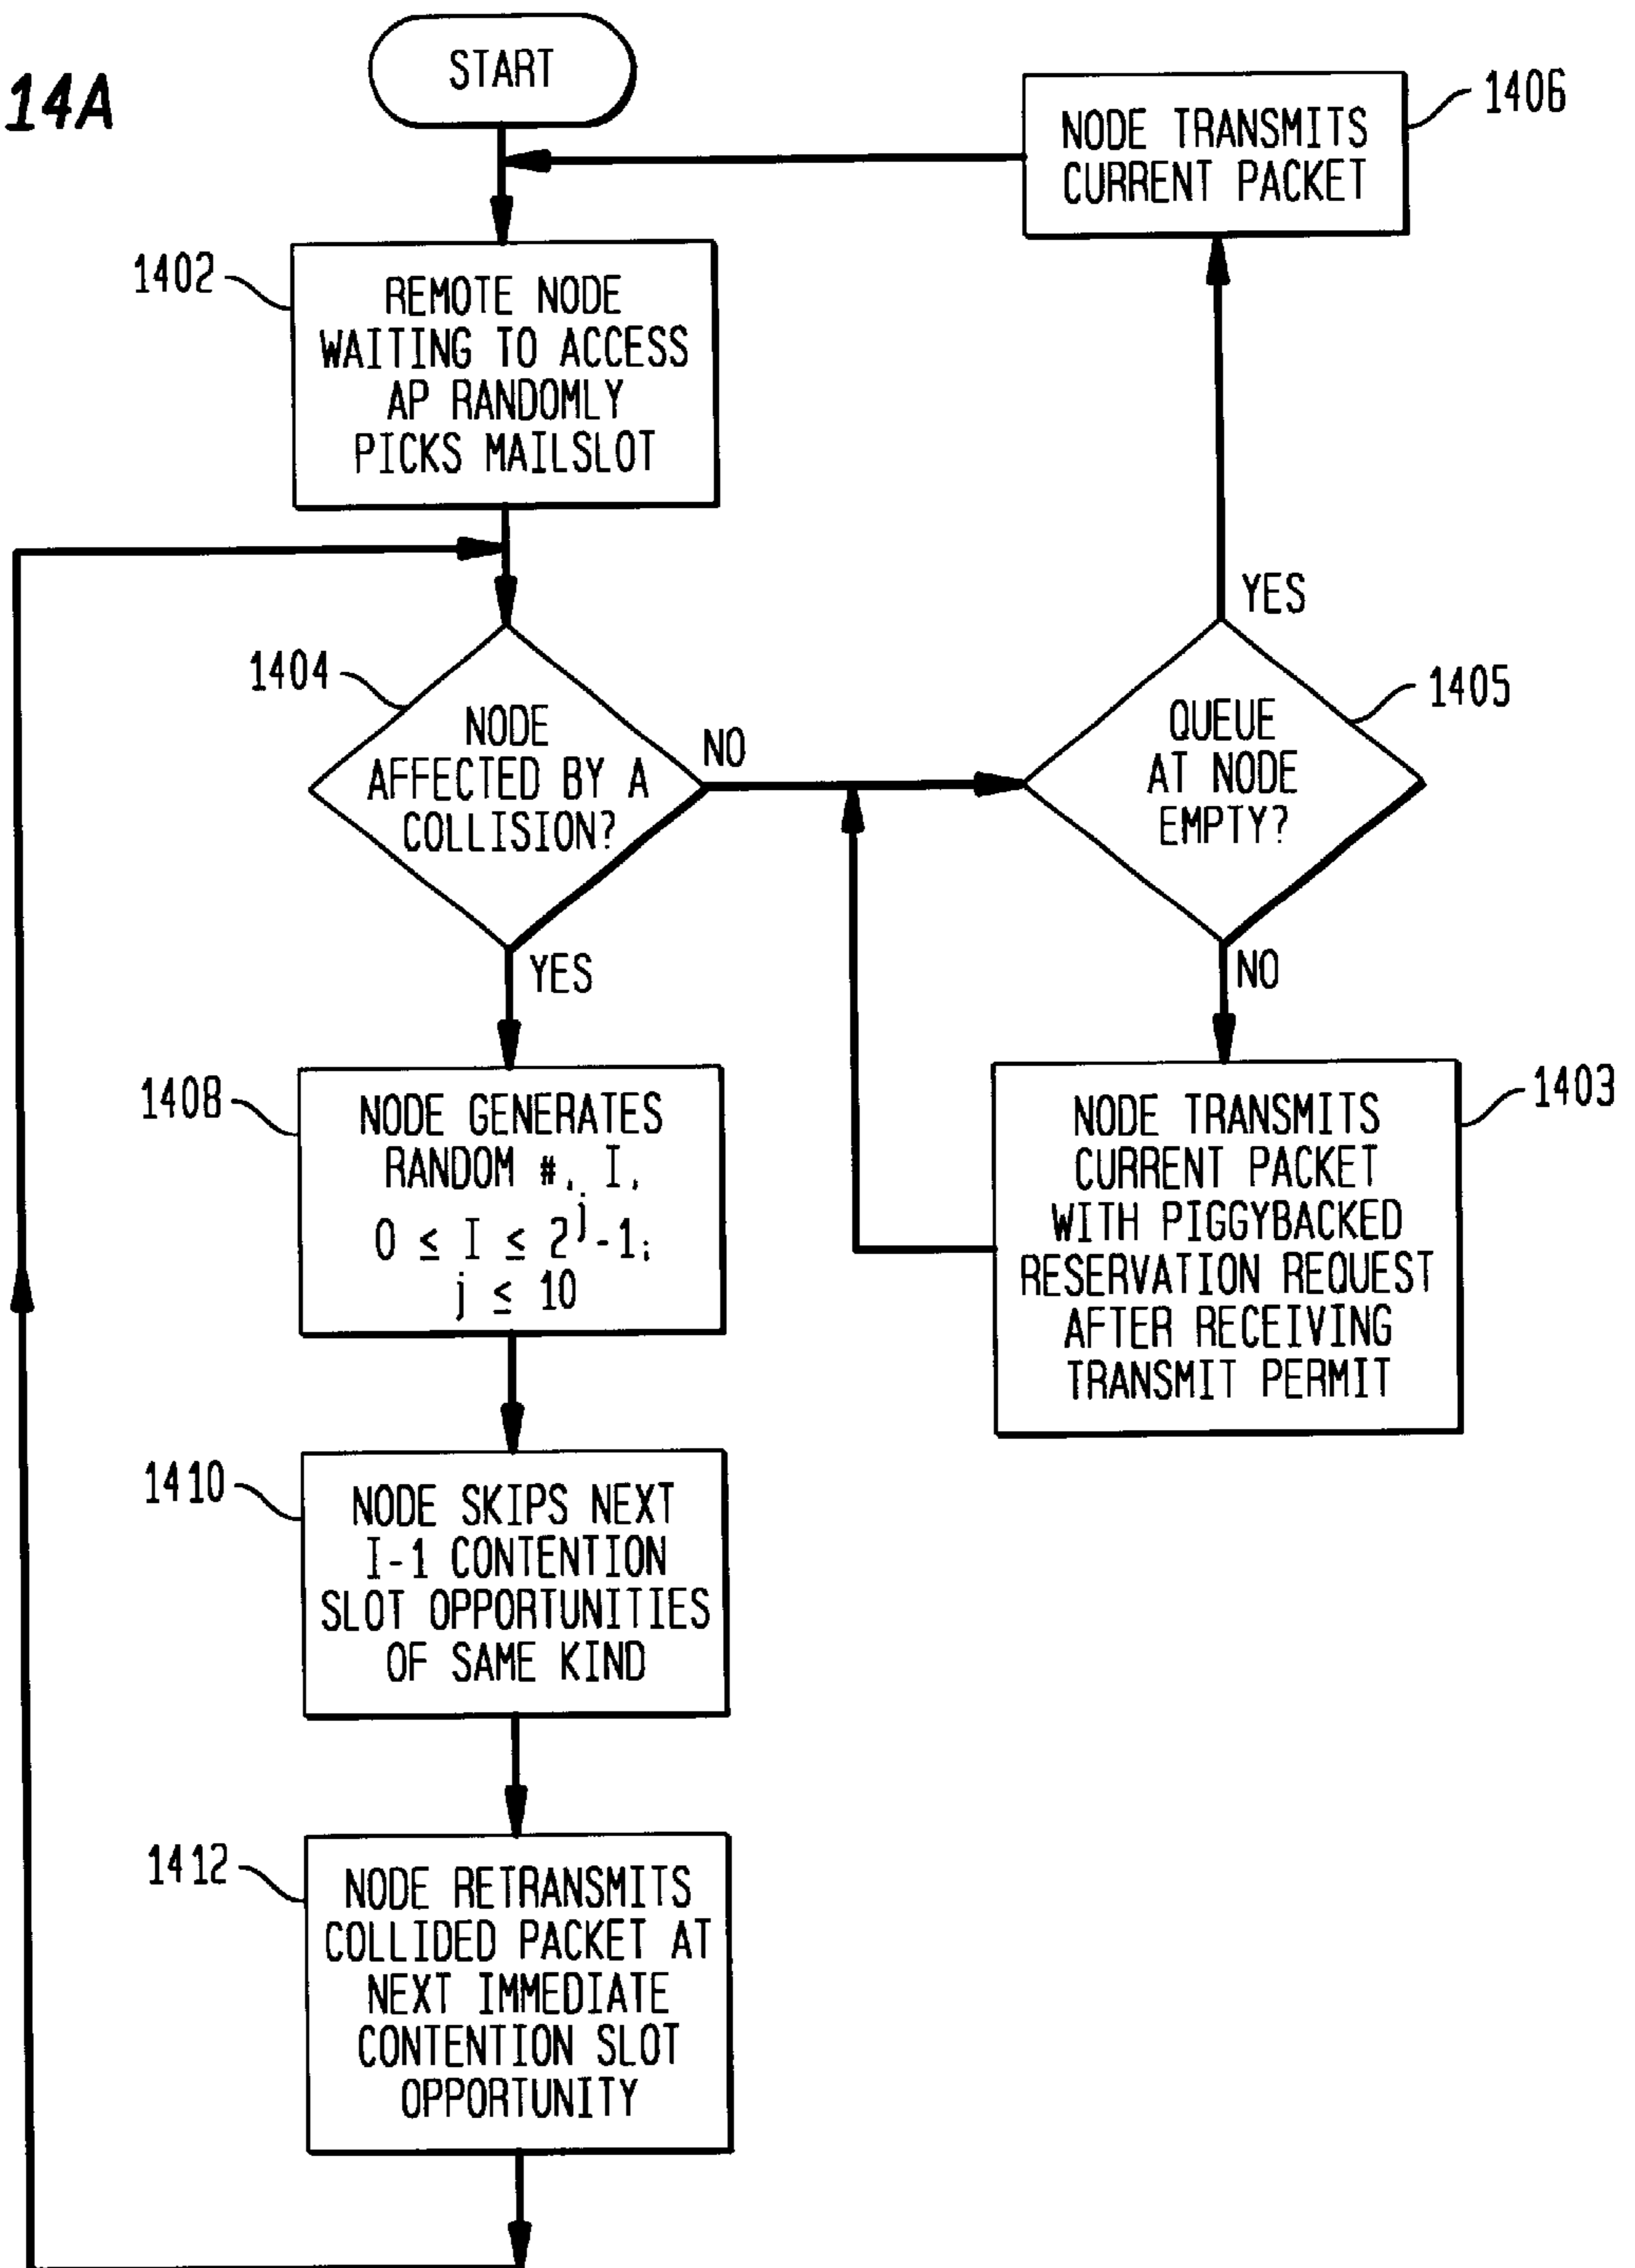 14A
START
1406
NODE TRANSMITS
CURRENT PACKET
1402
REMOTE NODE
WAITING TO ACCESS
AP RANDOMLY
PICKS MAILSLOT
YES
1404
NODE
AFFECTED BY A
COLLISION?
NO
1405
QUEUE
AT NODE
EMPTY?
YES
NO
1408
NODE GENERATES
RANDOM #, I,
0 ≤ I ≤ 2^j-1;
j ≤ 10
1403
NODE TRANSMITS
CURRENT PACKET
WITH PIGGYBACKED
RESERVATION REQUEST
AFTER RECEIVING
TRANSMIT PERMIT
1410
NODE SKIPS NEXT
I-1 CONTENTION
SLOT OPPORTUNITIES
OF SAME KIND
1412
NODE RETRANSMITS
COLLIDED PACKET AT
NEXT IMMEDIATE
CONTENTION SLOT
OPPORTUNITY